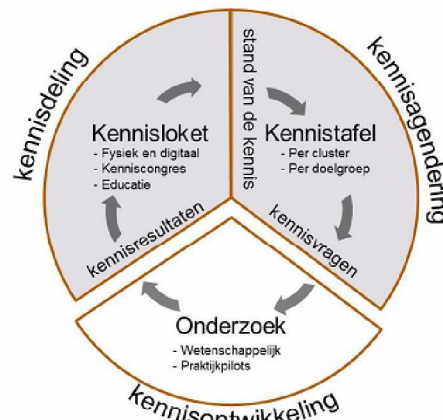 kennisdeling
kennisagendering
stand van de kennis
Kennisloket
- Fysiek en digitaal
- Kenniscongres
- Educatie
Kennistafel
- Per cluster
- Per doelgroep
kennisresultaten
kennisvragen
Onderzoek
- Wetenschappelijk
- Praktijkpilots
kennisontwikkeling